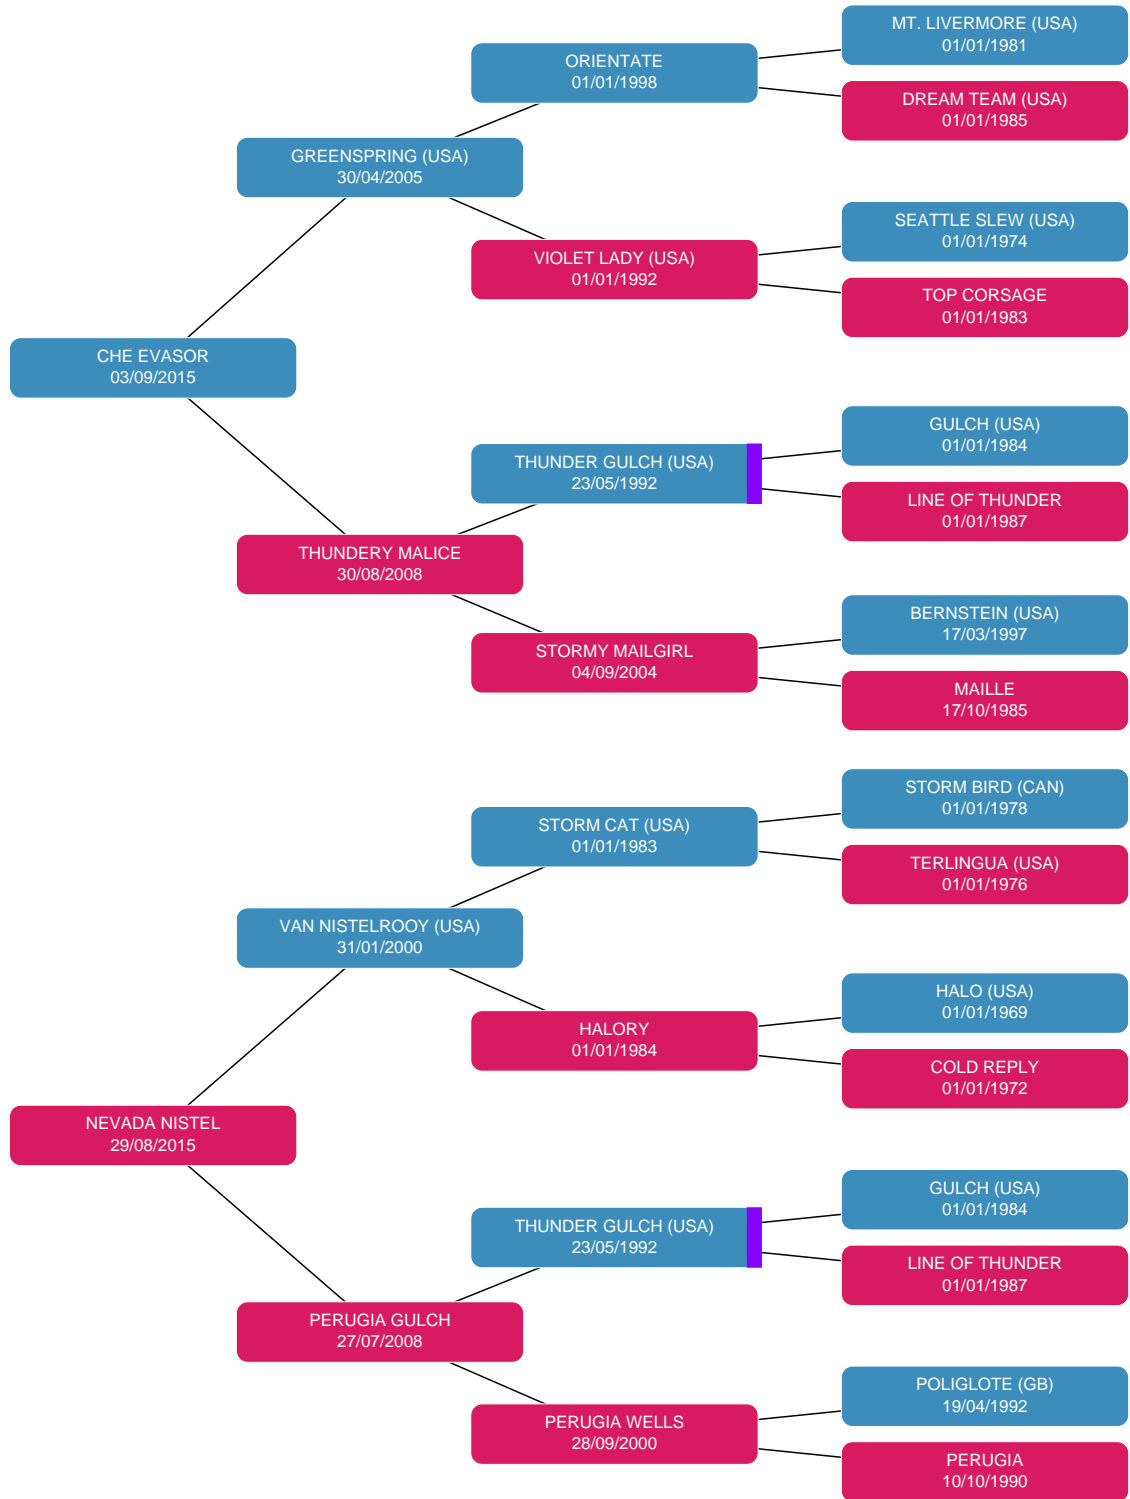 MT. LIVERMORE (USA)
01/01/1981
ORIENTATE
01/01/1998
DREAM TEAM (USA)
01/01/1985
GREENSPRING (USA)
30/04/2005
SEATTLE SLEW (USA)
01/01/1974
VIOLET LADY (USA)
01/01/1992
TOP CORSAGE
01/01/1983
CHE EVASOR
03/09/2015
GULCH (USA)
01/01/1984
THUNDER GULCH (USA)
23/05/1992
LINE OF THUNDER
01/01/1987
THUNDERY MALICE
30/08/2008
BERNSTEIN (USA)
17/03/1997
STORMY MAILGIRL
04/09/2004
MAILLE
17/10/1985
STORM BIRD (CAN)
01/01/1978
STORM CAT (USA)
01/01/1983
TERLINGUA (USA)
01/01/1976
VAN NISTELROOY (USA)
31/01/2000
HALO (USA)
01/01/1969
HALORY
01/01/1984
COLD REPLY
01/01/1972
NEVADA NISTEL
29/08/2015
GULCH (USA)
01/01/1984
THUNDER GULCH (USA)
23/05/1992
LINE OF THUNDER
01/01/1987
PERUGIA GULCH
27/07/2008
POLIGLOTE (GB)
19/04/1992
PERUGIA WELLS
28/09/2000
PERUGIA
10/10/1990